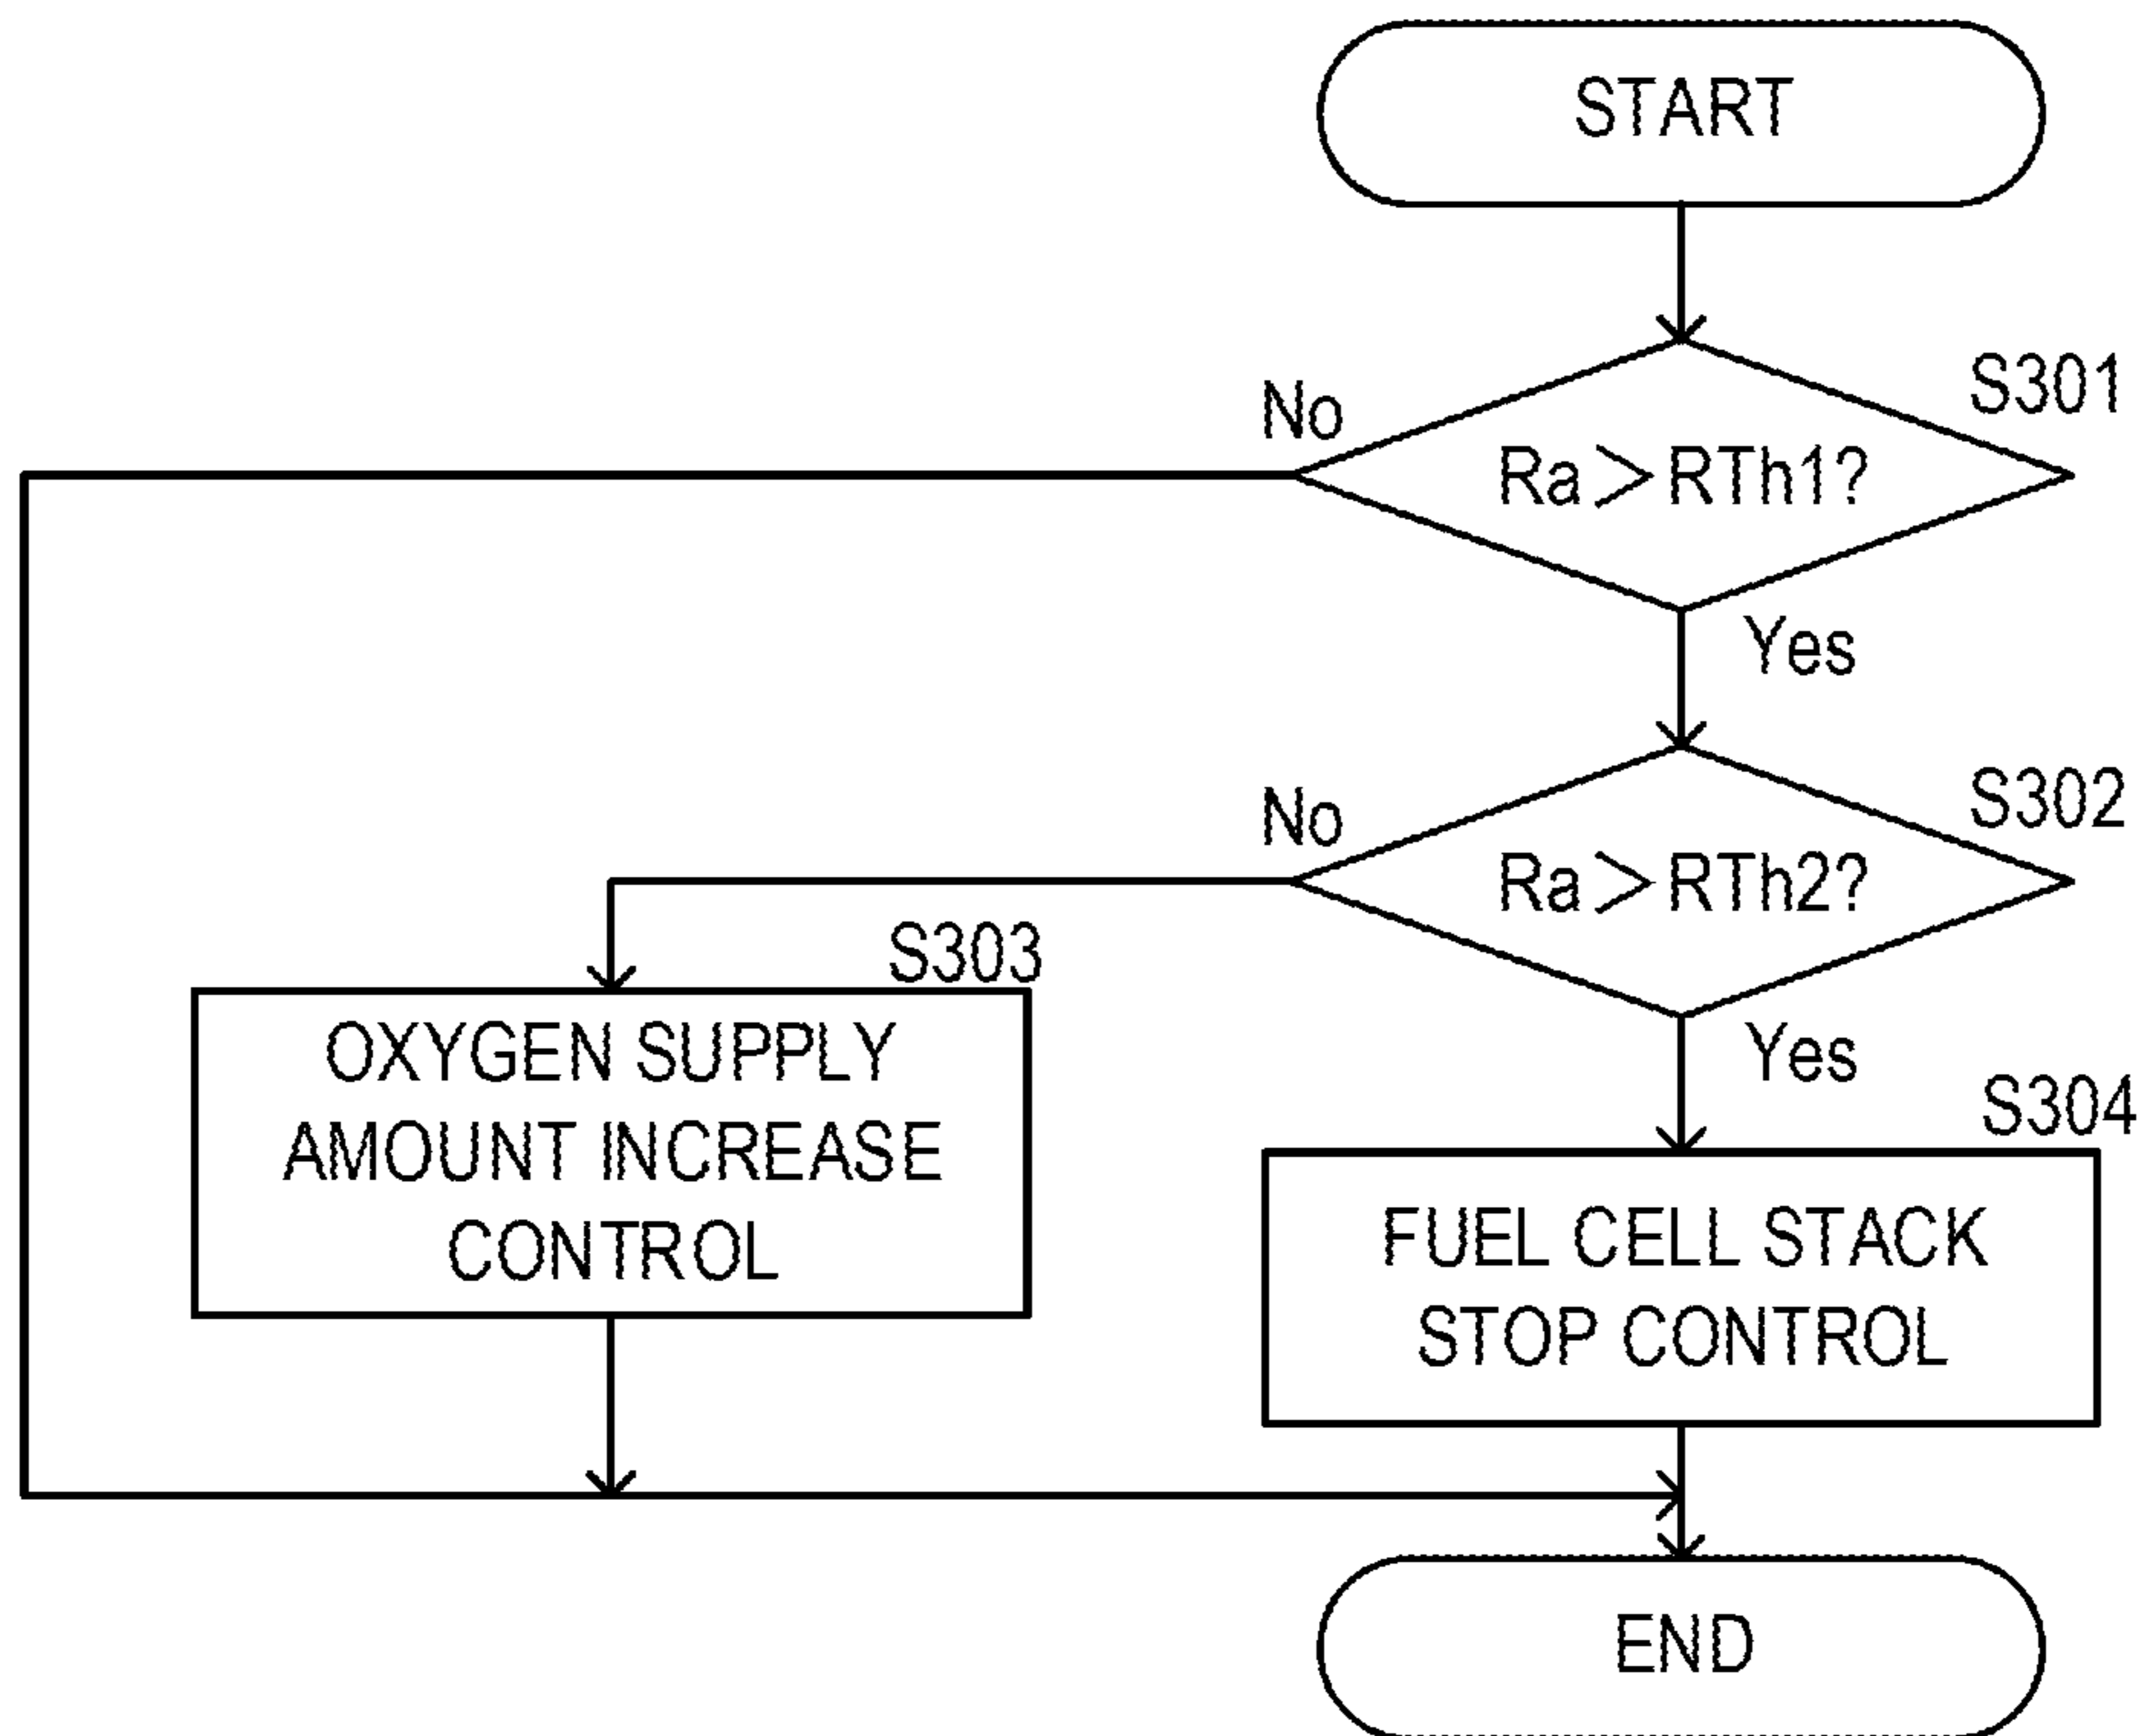 START
S301
No
Ra＞RTh1?
Yes
S302
No
Ra＞RTh2?
S303
Yes
OXYGEN SUPPLY
AMOUNT INCREASE
CONTROL
S304
FUEL CELL STACK
STOP CONTROL
END